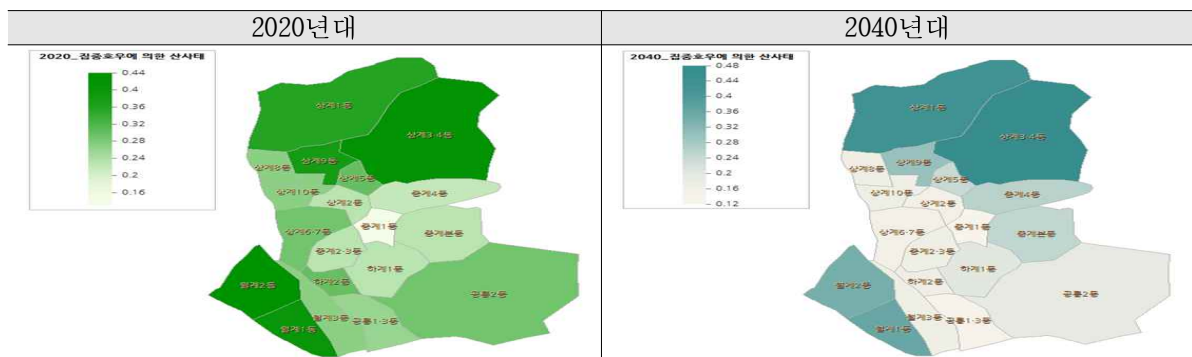 2020년대
2040년대
2020_집중호우에 의한 산사태
0.44
0.4
0.36
0.32
0.28
0.24
0.2
0.16
상계1동
상계3·4동
상계9동
상계8동
상계5동
상계10동
중계4동
상계2동
상계6·7동
중계1동
중계본동
중계2·3동
하계1동
하계2동
월계2동
공릉2동
월계3동
공릉1·3동
월계1동
2040_집중호우에 의한 산사태
0.48
0.4
0.36
0.32
0.28
0.24
0.2
0.16
0.12
상계1동
상계3·4동
상계9동
상계8동
상계5동
상계10동
중계4동
상계2동
상계6·7동
중계1동
중계본동
중계2·3동
하계1동
하계2동
월계2동
공릉2동
월계3동
공릉1·3동
월계1동